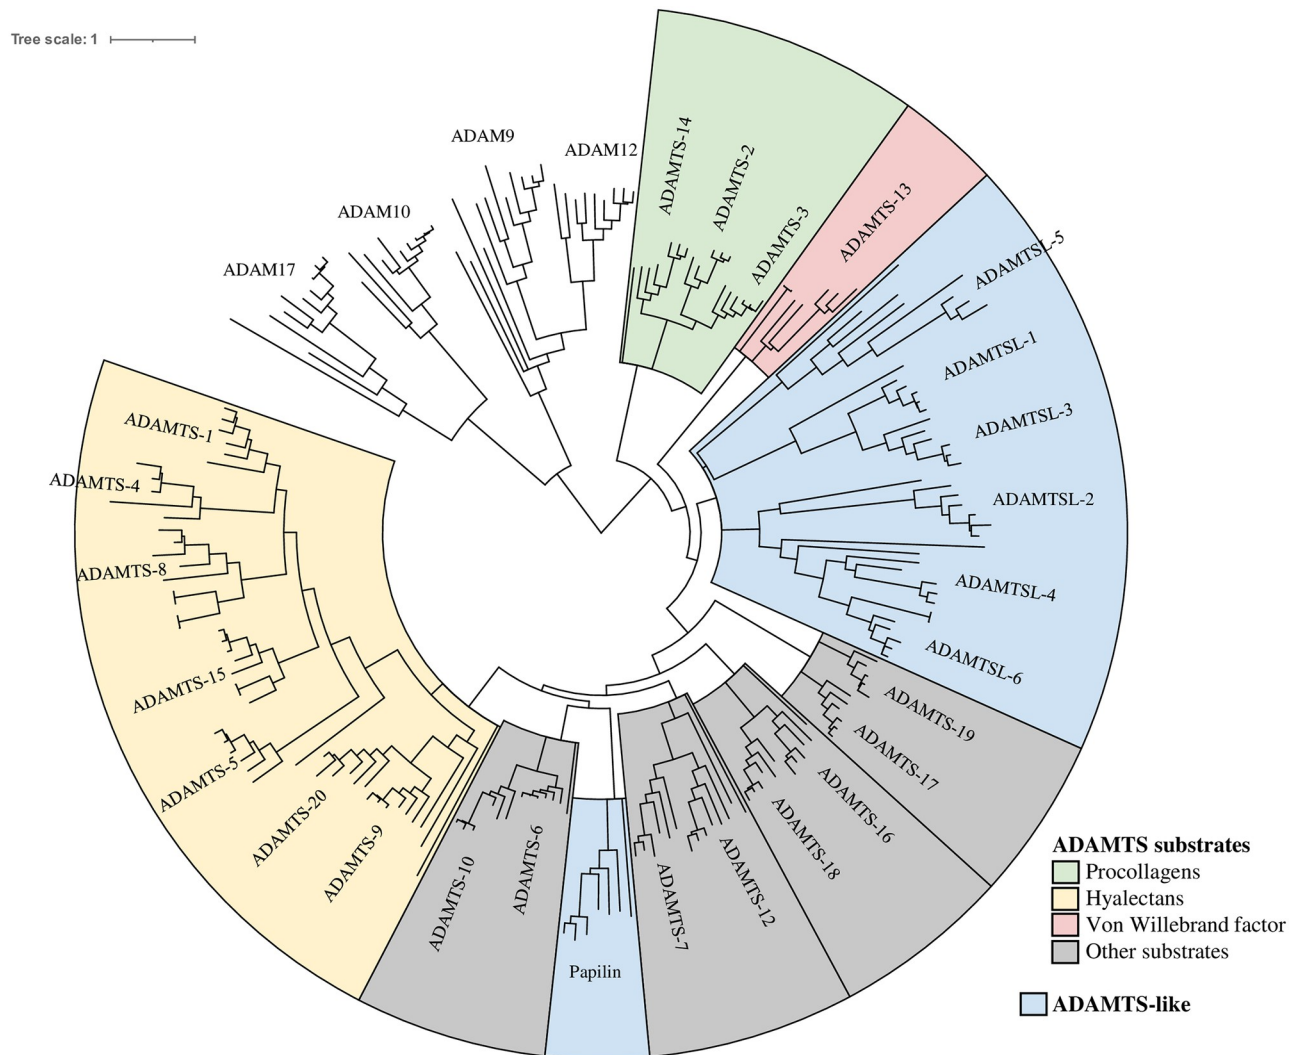 Tree scale: 1
ADAM9
ADAM12
ADAM10
ADAM17
ADAMTS-14
ADAMTS-2
ADAMTS-3
ADAMTS-13
ADAMTSL-5
ADAMTSL-1
ADAMTSL-3
ADAMTSL-2
ADAMTSL-4
ADAMTSL-6
ADAMTS-19
ADAMTS-17
ADAMTS-16
ADAMTS-18
ADAMTS-12
ADAMTS-7
Papilin
ADAMTS-6
ADAMTS-10
ADAMTS-9
ADAMTS-20
ADAMTS-5
ADAMTS-15
ADAMTS-8
ADAMTS-4
ADAMTS-1
ADAMTS substrates
Procollagens
Hyalectans
Von Willebrand factor
Other substrates
ADAMTS-like